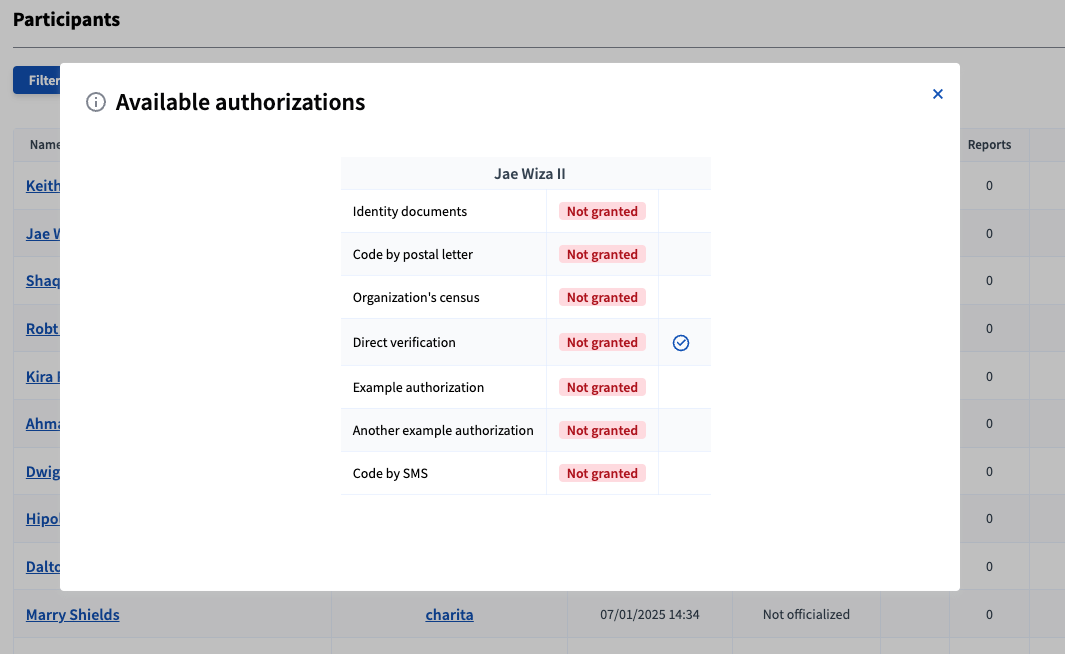 Participants
Filter
Available authorizations
Name
Reports
Jae Wiza II
Keith
0
Identity documents Not granted
Jae W
0
Code by postal letter Not granted
Shaq
0
Organization's census Not granted
Robt
0
Direct verification Not granted
Kira
0
Example authorization Not granted
Ahma
0
Another example authorization Not granted
Dwig
0
Code by SMS Not granted
Hipol
0
Dalto
0
Marry Shields charita 07/01/2025 14:34 Not officialized 0